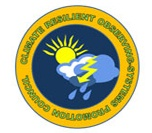 CLIMATE RESILIENT OBSERVING-SYSTEMS PROMOTION COUNCIL